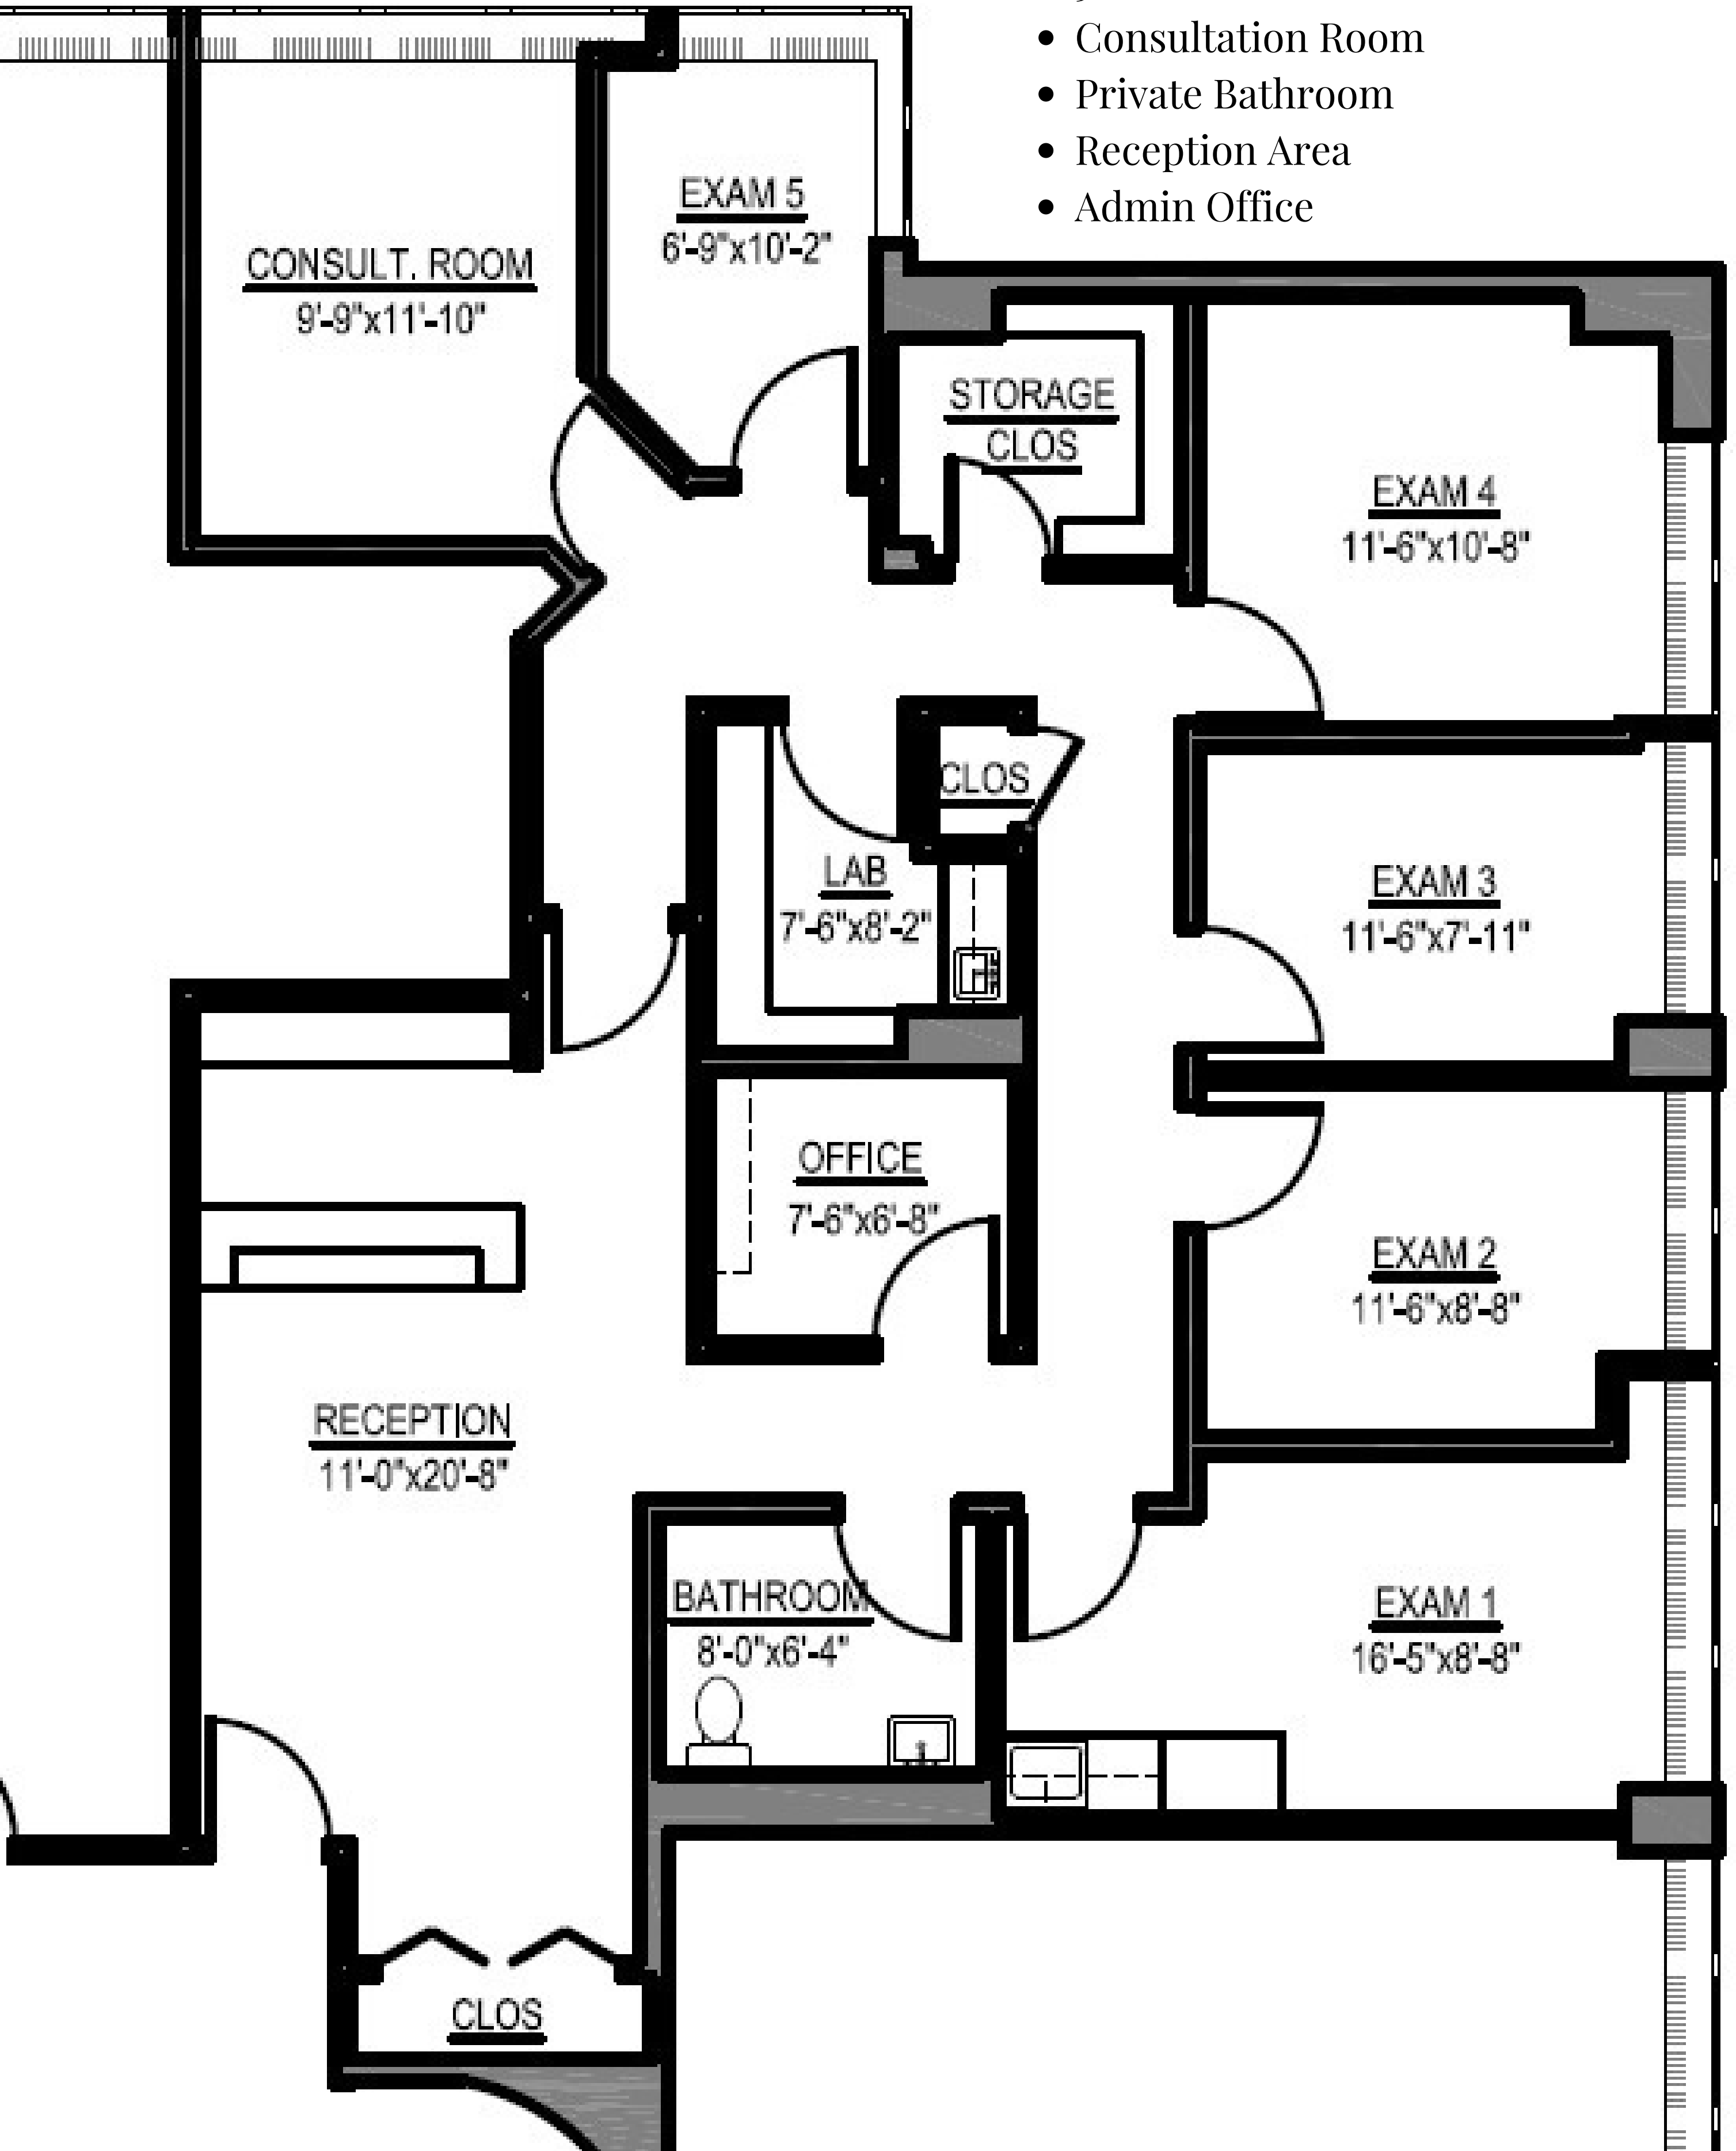 • Consultation Room
• Private Bathroom
• Reception Area
• Admin Office
EXAM 5
6'-9"x10'-2"
CONSULT. ROOM
9'-9"x11'-10"
STORAGE
CLOS
EXAM 4
11'-6"x10'-8"
CLOS
LAB
7'-6"x8'-2"
EXAM 3
11'-6"x7'-11"
OFFICE
7'-6"x6'-8"
EXAM 2
11'-6"x8'-8"
RECEPTION
11'-0"x20'-8"
BATHROOM
8'-0"x6'-4"
EXAM 1
16'-5"x8'-8"
CLOS